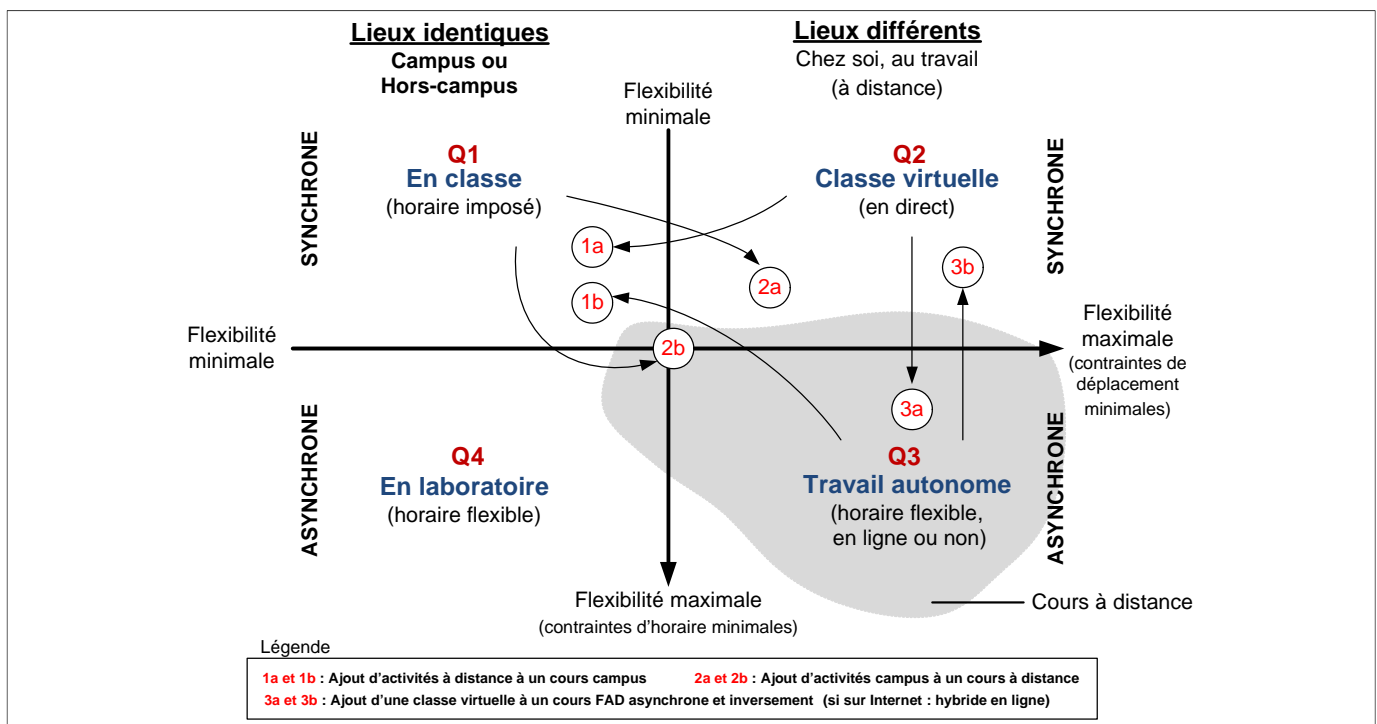 Lieux identiques
Campus ou
Hors-campus
Lieux différents
Chez soi, au travail
(à distance)
Flexibilité
minimale
SYNCHRONE
Q1
En classe
(horaire imposé)
Q2
Classe virtuelle
(en direct)
SYNCHRONE
1a
2a
3b
1b
Flexibilité
minimale
2b
Flexibilité
maximale
(contraintes de
déplacement
minimales)
3a
ASYNCHRONE
Q4
En laboratoire
(horaire flexible)
Q3
Travail autonome
(horaire flexible,
en ligne ou non)
ASYNCHRONE
Flexibilité maximale
(contraintes d'horaire minimales)
Cours à distance
Légende
1a et 1b : Ajout d'activités à distance à un cours campus 2a et 2b : Ajout d'activités campus à un cours à distance
3a et 3b : Ajout d'une classe virtuelle à un cours FAD asynchrone et inversement (si sur Internet : hybride en ligne)